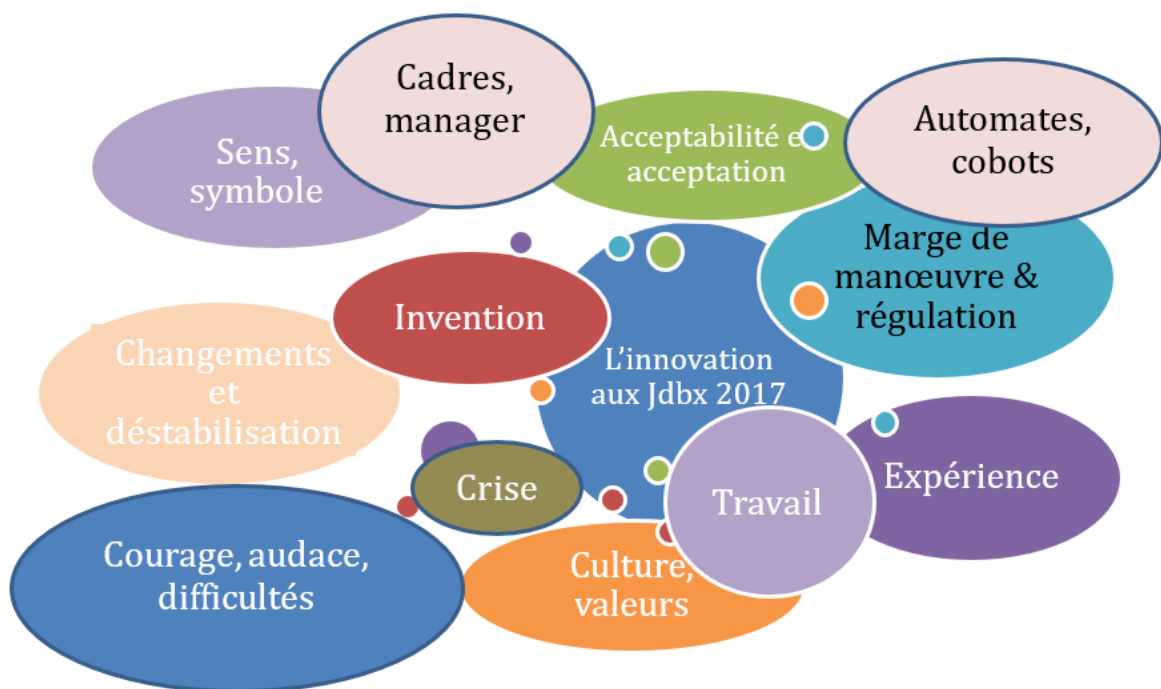 Cadres,
manager
Sens,
symbole
Acceptabilité e
acceptation
Automates,
cobots
Marge de
manœuvre &
régulation
Invention
L'innovation
aux Jdbx 2017
Changements
et
déstabilisation
Crise
Travail
Expérience
Courage, audace,
difficultés
Culture,
valeurs